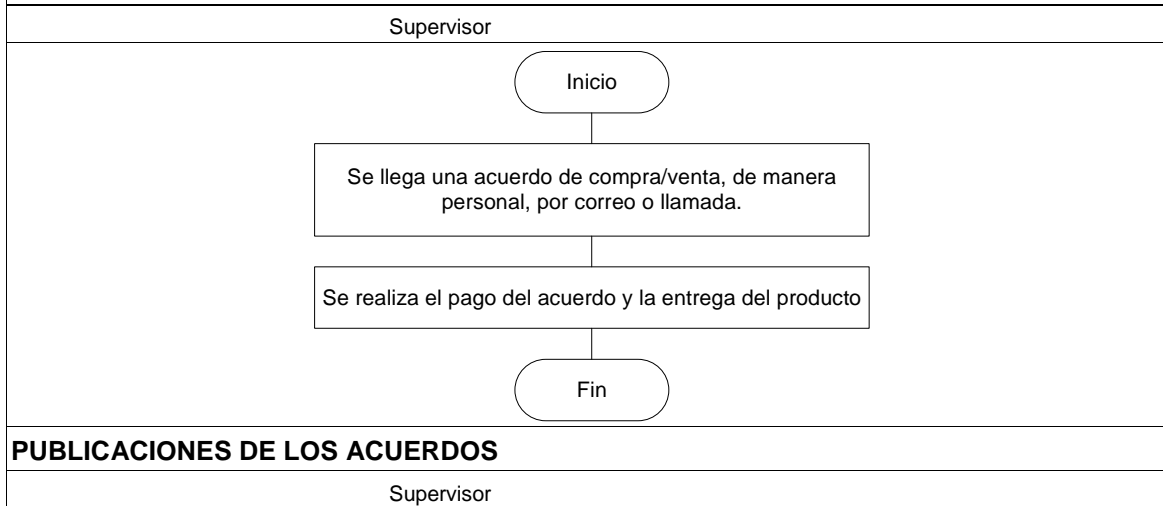 Supervisor
Inicio
Se llega una acuerdo de compra/venta, de manera
personal, por correo o llamada.
Se realiza el pago del acuerdo y la entrega del producto
Fin
PUBLICACIONES DE LOS ACUERDOS
Supervisor